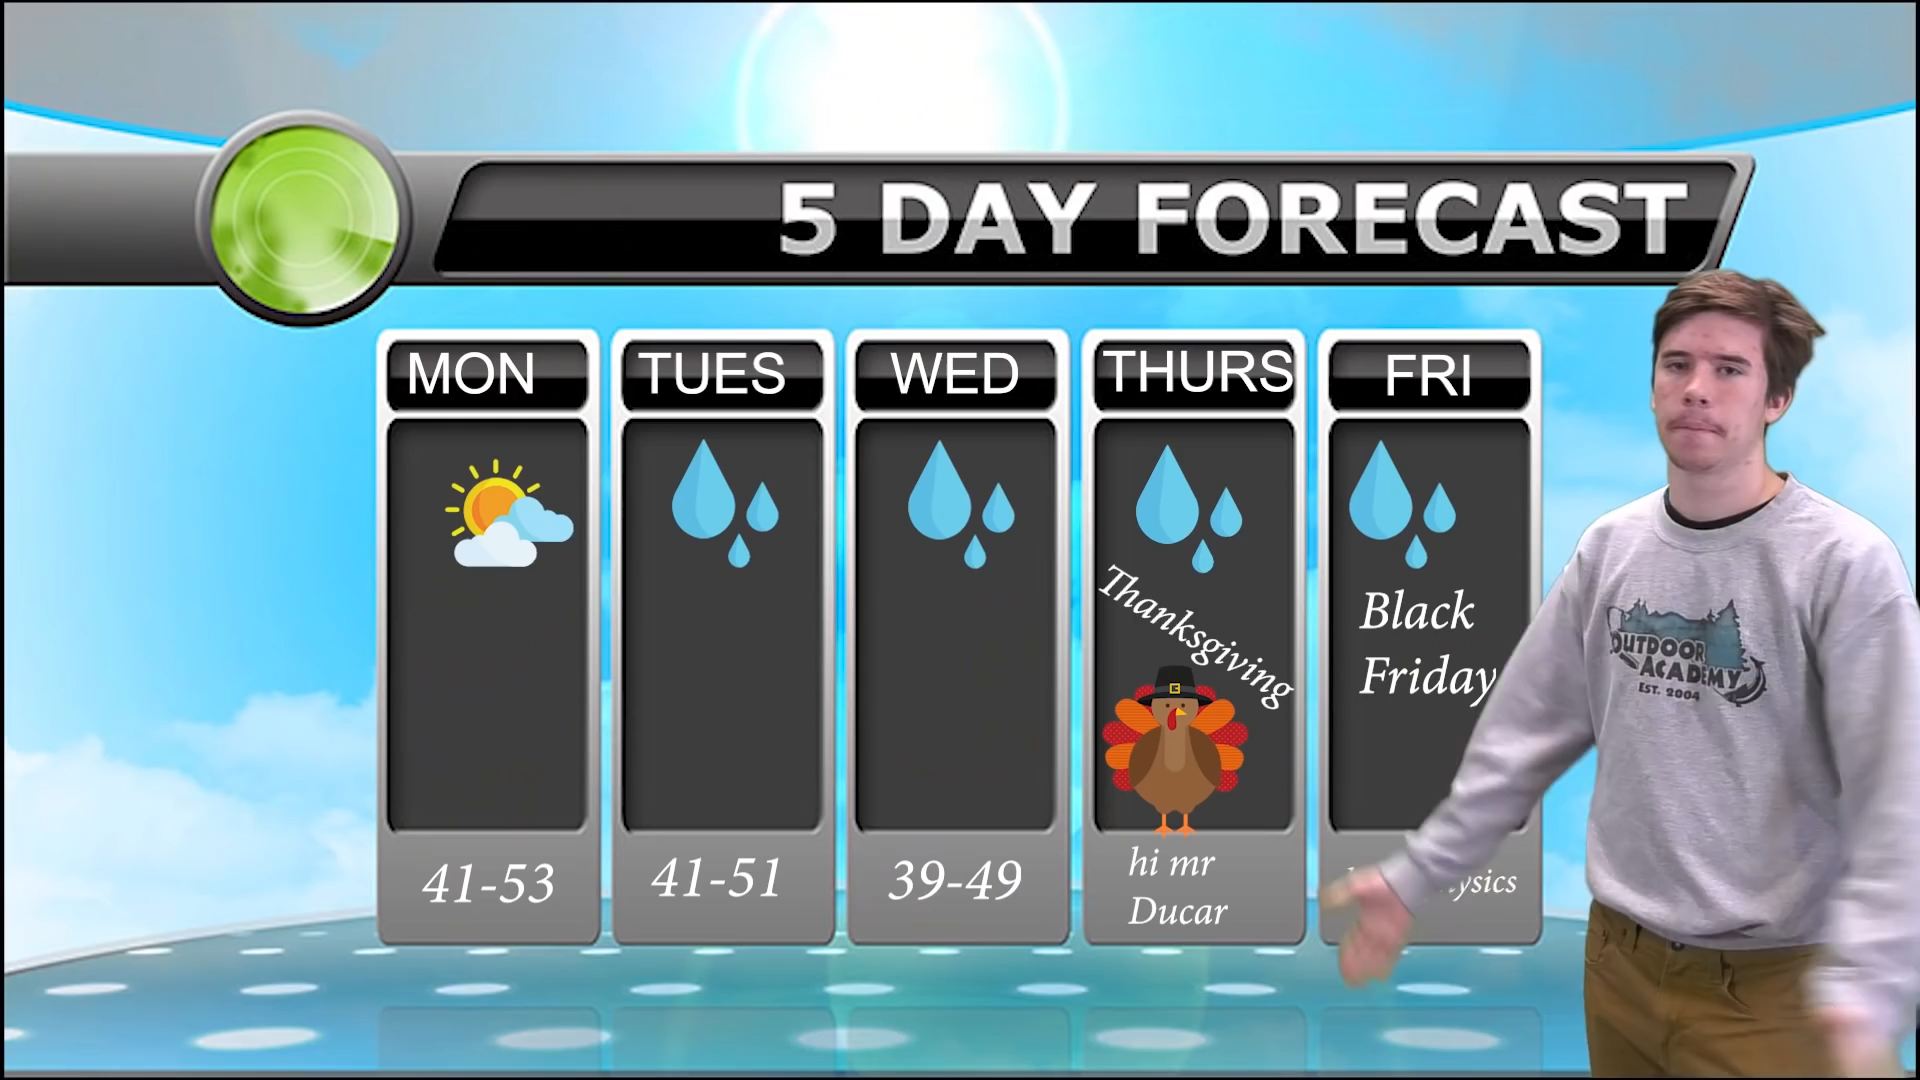 5 DAY FORECAST
MON
TUES
WED
THURS
FRI
Thanksgiving
Black
Friday
41-53
41-51
39-49
hi mr
Ducar
OUTDOOR
ACADEMY
EST. 2004